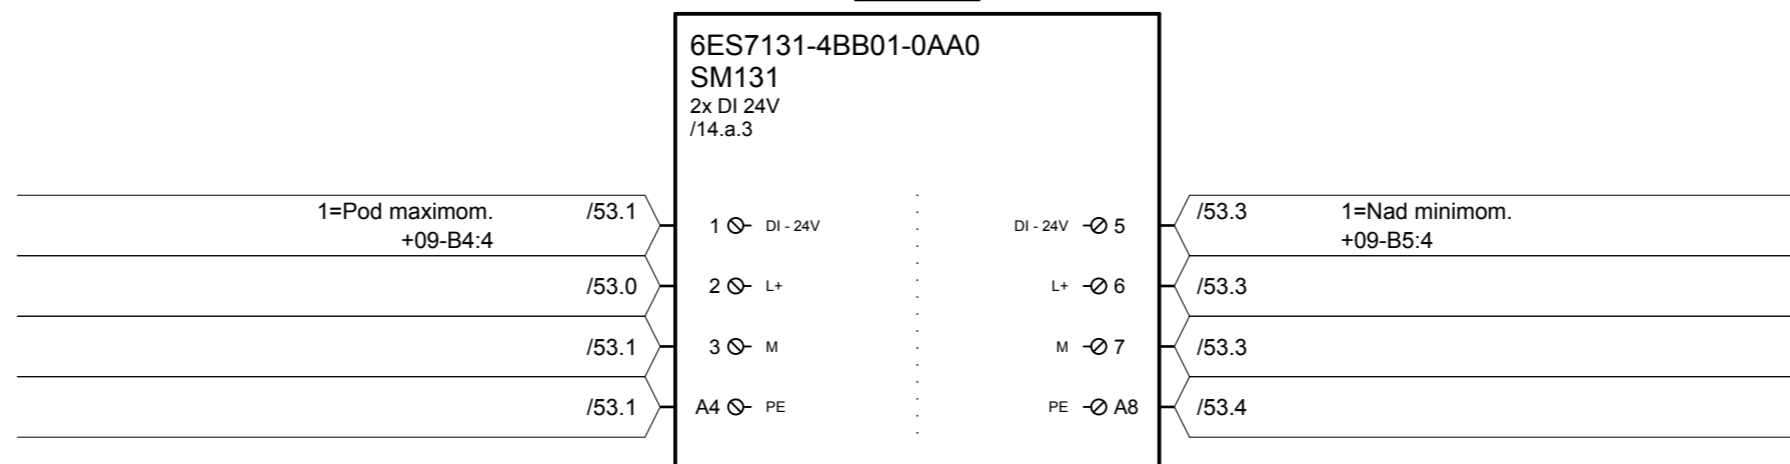 6ES7131-4BB01-0AA0
SM131
2x DI 24V
/14.a.3
1=Pod maximom. /53.1 1 DI - 24V DI - 24V 5 /53.3 1=Nad minimom.
+09-B4:4 +09-B5:4
/53.0 2 L+ L+ 6 /53.3
/53.1 3 M M 7 /53.3
/53.1 A4 PE PE A8 /53.4